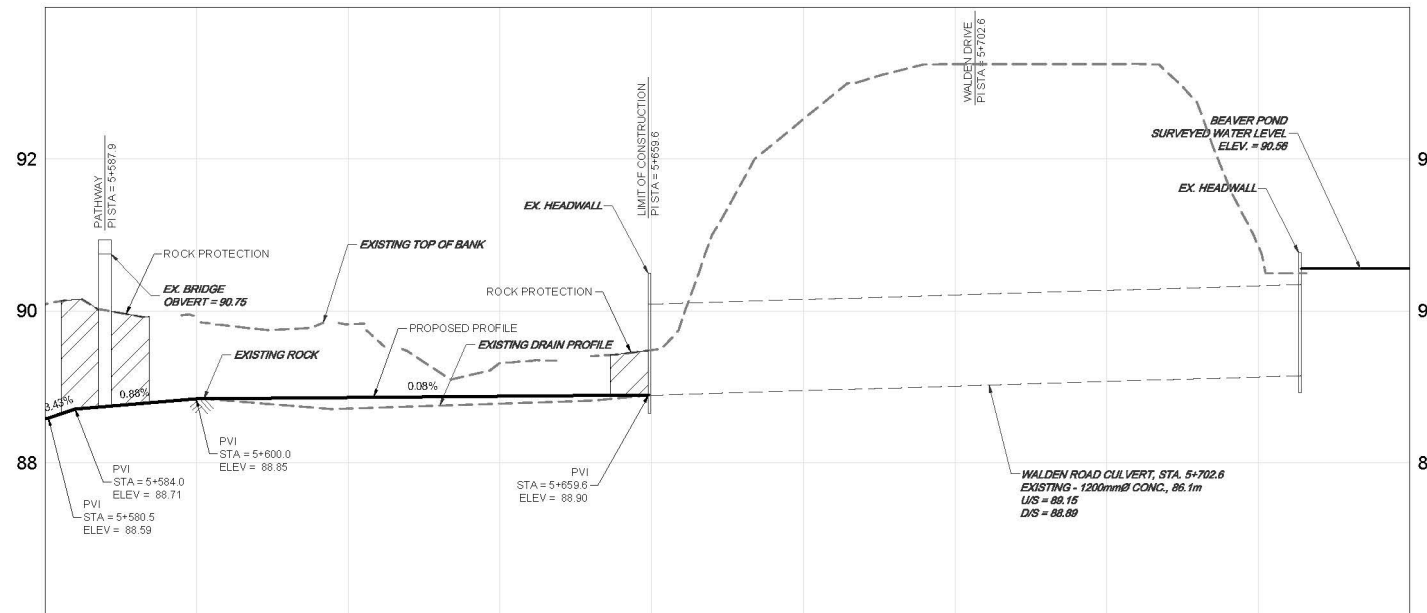 PATHWAY
PI STA = 5+587.9
LIMIT OF CONSTRUCTION
PI STA = 5+659.6
WALDEN DRIVE
PI STA = 5+702.6
BEAVER POND
SURVEYED WATER LEVEL
ELEV. = 90.56
92
9
EX. HEADWALL
EX. HEADWALL
ROCK PROTECTION
EXISTING TOP OF BANK
EX. BRIDGE
OBVERT = 90.75
ROCK PROTECTION
90
9
PROPOSED PROFILE
EXISTING DRAIN PROFILE
EXISTING ROCK
3.43%
0.88%
0.08%
88
8
PVI
STA = 5+600.0
ELEV = 88.85
PVI
STA = 5+584.0
ELEV = 88.71
PVI
STA = 5+580.5
ELEV = 88.59
PVI
STA = 5+659.6
ELEV = 88.90
WALDEN ROAD CULVERT, STA. 5+702.6
EXISTING - 1200mmØ CONC., 86.1m
U/S = 89.15
D/S = 88.89